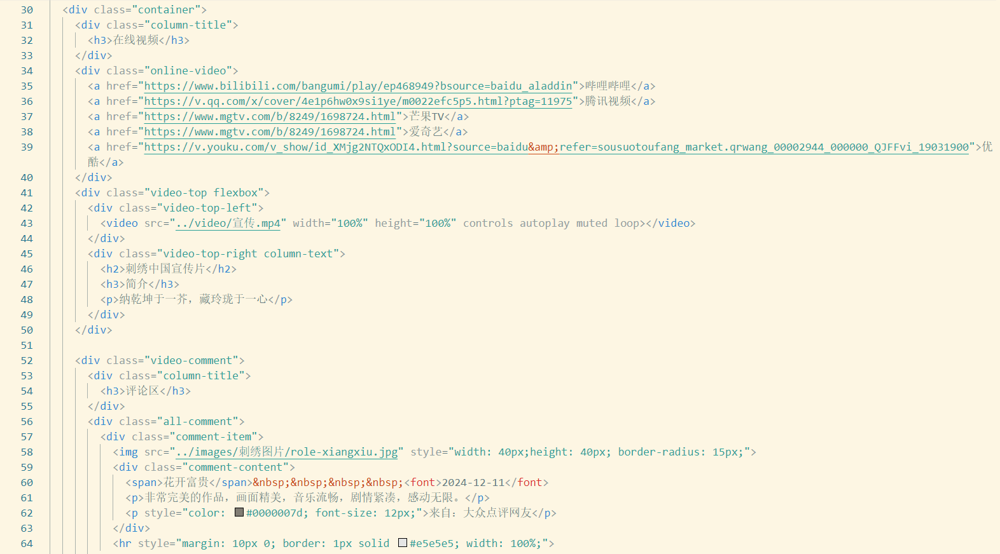 30 <div class="container">
31 <div class="column-title">
32 <h3>在线视频</h3>
33 </div>
34 <div class="online-video">
35 <a href="https://www.bilibili.com/bangumi/play/ep468949?bsource=baidu_aladdin">哔哩哔哩</a>
36 <a href="https://v.qq.com/x/cover/4e1p6hw0x9si1ye/m0022efc5p5.html?ptag=11975">腾讯视频</a>
37 <a href="https://www.mgtv.com/b/8249/1698724.html">芒果TV</a>
38 <a href="https://www.mgtv.com/b/8249/1698724.html">爱奇艺</a>
39 <a href="https://v.youku.com/v_show/id_XMjg2NTQxODI4.html?source=baidu&amp;refer=sousuotoufang_market.qrwang_00002944_000000_QJFFvi_19031900">优
酷</a>
40 </div>
41 <div class="video-top flexbox">
42 <div class="video-top-left">
43 <video src="../video/宣传.mp4" width="100%" height="100%" controls autoplay muted loop></video>
44 </div>
45 <div class="video-top-right column-text">
46 <h2>刺绣中国宣传片</h2>
47 <h3>简介</h3>
48 <p>纳乾坤于一芥，藏玲珑于一心</p>
49 </div>
50 </div>
51
52 <div class="video-comment">
53 <div class="column-title">
54 <h3>评论区</h3>
55 </div>
56 <div class="all-comment">
57 <div class="comment-item">
58 <img src="../images/刺绣图片/role-xiangxiu.jpg" style="width: 40px;height: 40px; border-radius: 15px;">
59 <div class="comment-content">
60 <span>花开富贵</span>&nbsp;&nbsp;&nbsp;&nbsp;<font>2024-12-11</font>
61 <p>非常完美的作品，画面精美，音乐流畅，剧情紧凑，感动无限。</p>
62 <p style="color: #0000007d; font-size: 12px;">来自：大众点评网友</p>
63 </div>
64 <hr style="margin: 10px 0; border: 1px solid #e5e5e5; width: 100%;">